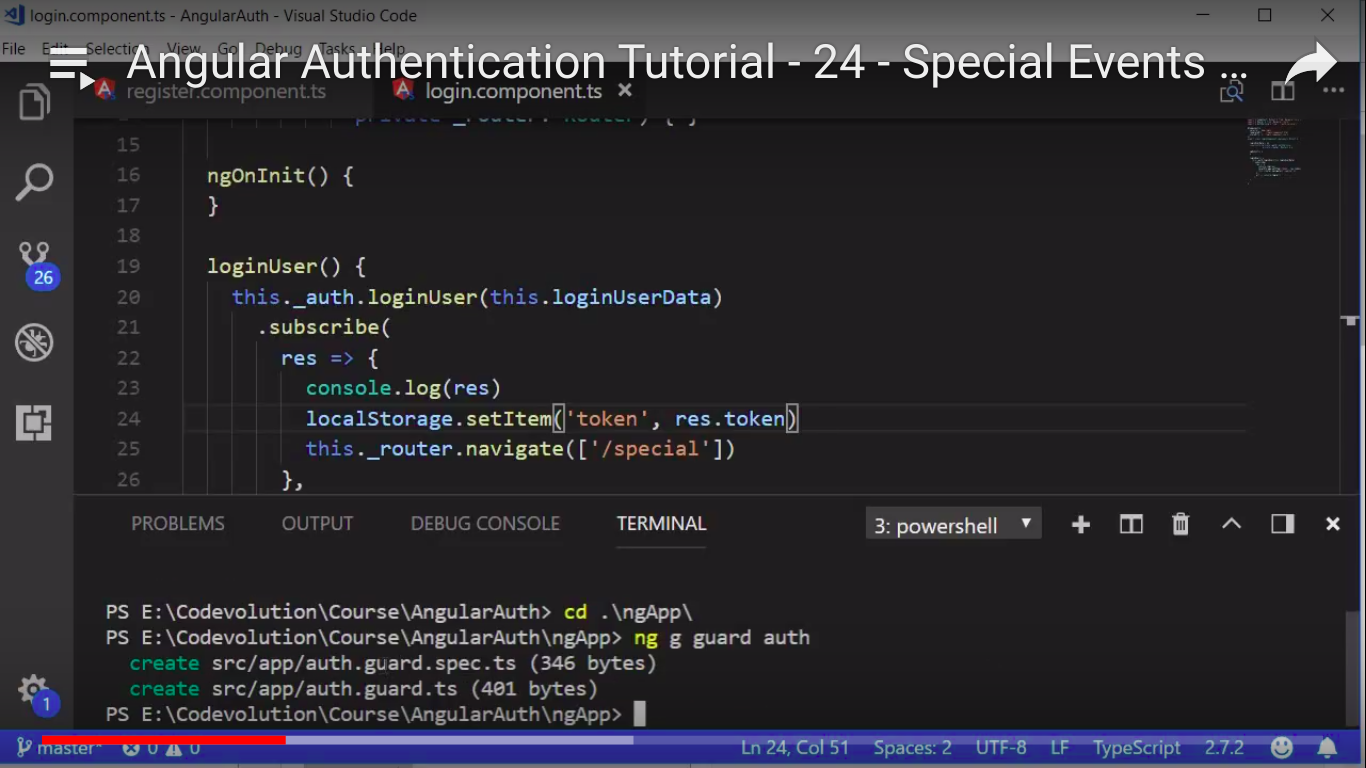 login.component.ts - AngularAuth - Visual Studio Code
File Edit Selection View Go Debug Tasks Help
Angular Authentication Tutorial - 24 - Special Events ...
register.component.ts login.component.ts
private _router: Router) { }
15
16 ngOnInit() {
17 }
18
19 loginUser() {
20 this._auth.loginUser(this.loginUserData)
21 .subscribe(
22 res => {
23 console.log(res)
24 localStorage.setItem('token', res.token)
25 this._router.navigate(['/special'])
26 },
26
1
PROBLEMS OUTPUT DEBUG CONSOLE TERMINAL 3: powershell
PS E:\Codevolution\Course\AngularAuth> cd .\ngApp\
PS E:\Codevolution\Course\AngularAuth\ngApp> ng g guard auth
create src/app/auth.guard.spec.ts (346 bytes)
create src/app/auth.guard.ts (401 bytes)
PS E:\Codevolution\Course\AngularAuth\ngApp>
master* 0 0 Ln 24, Col 51 Spaces: 2 UTF-8 LF TypeScript 2.7.2